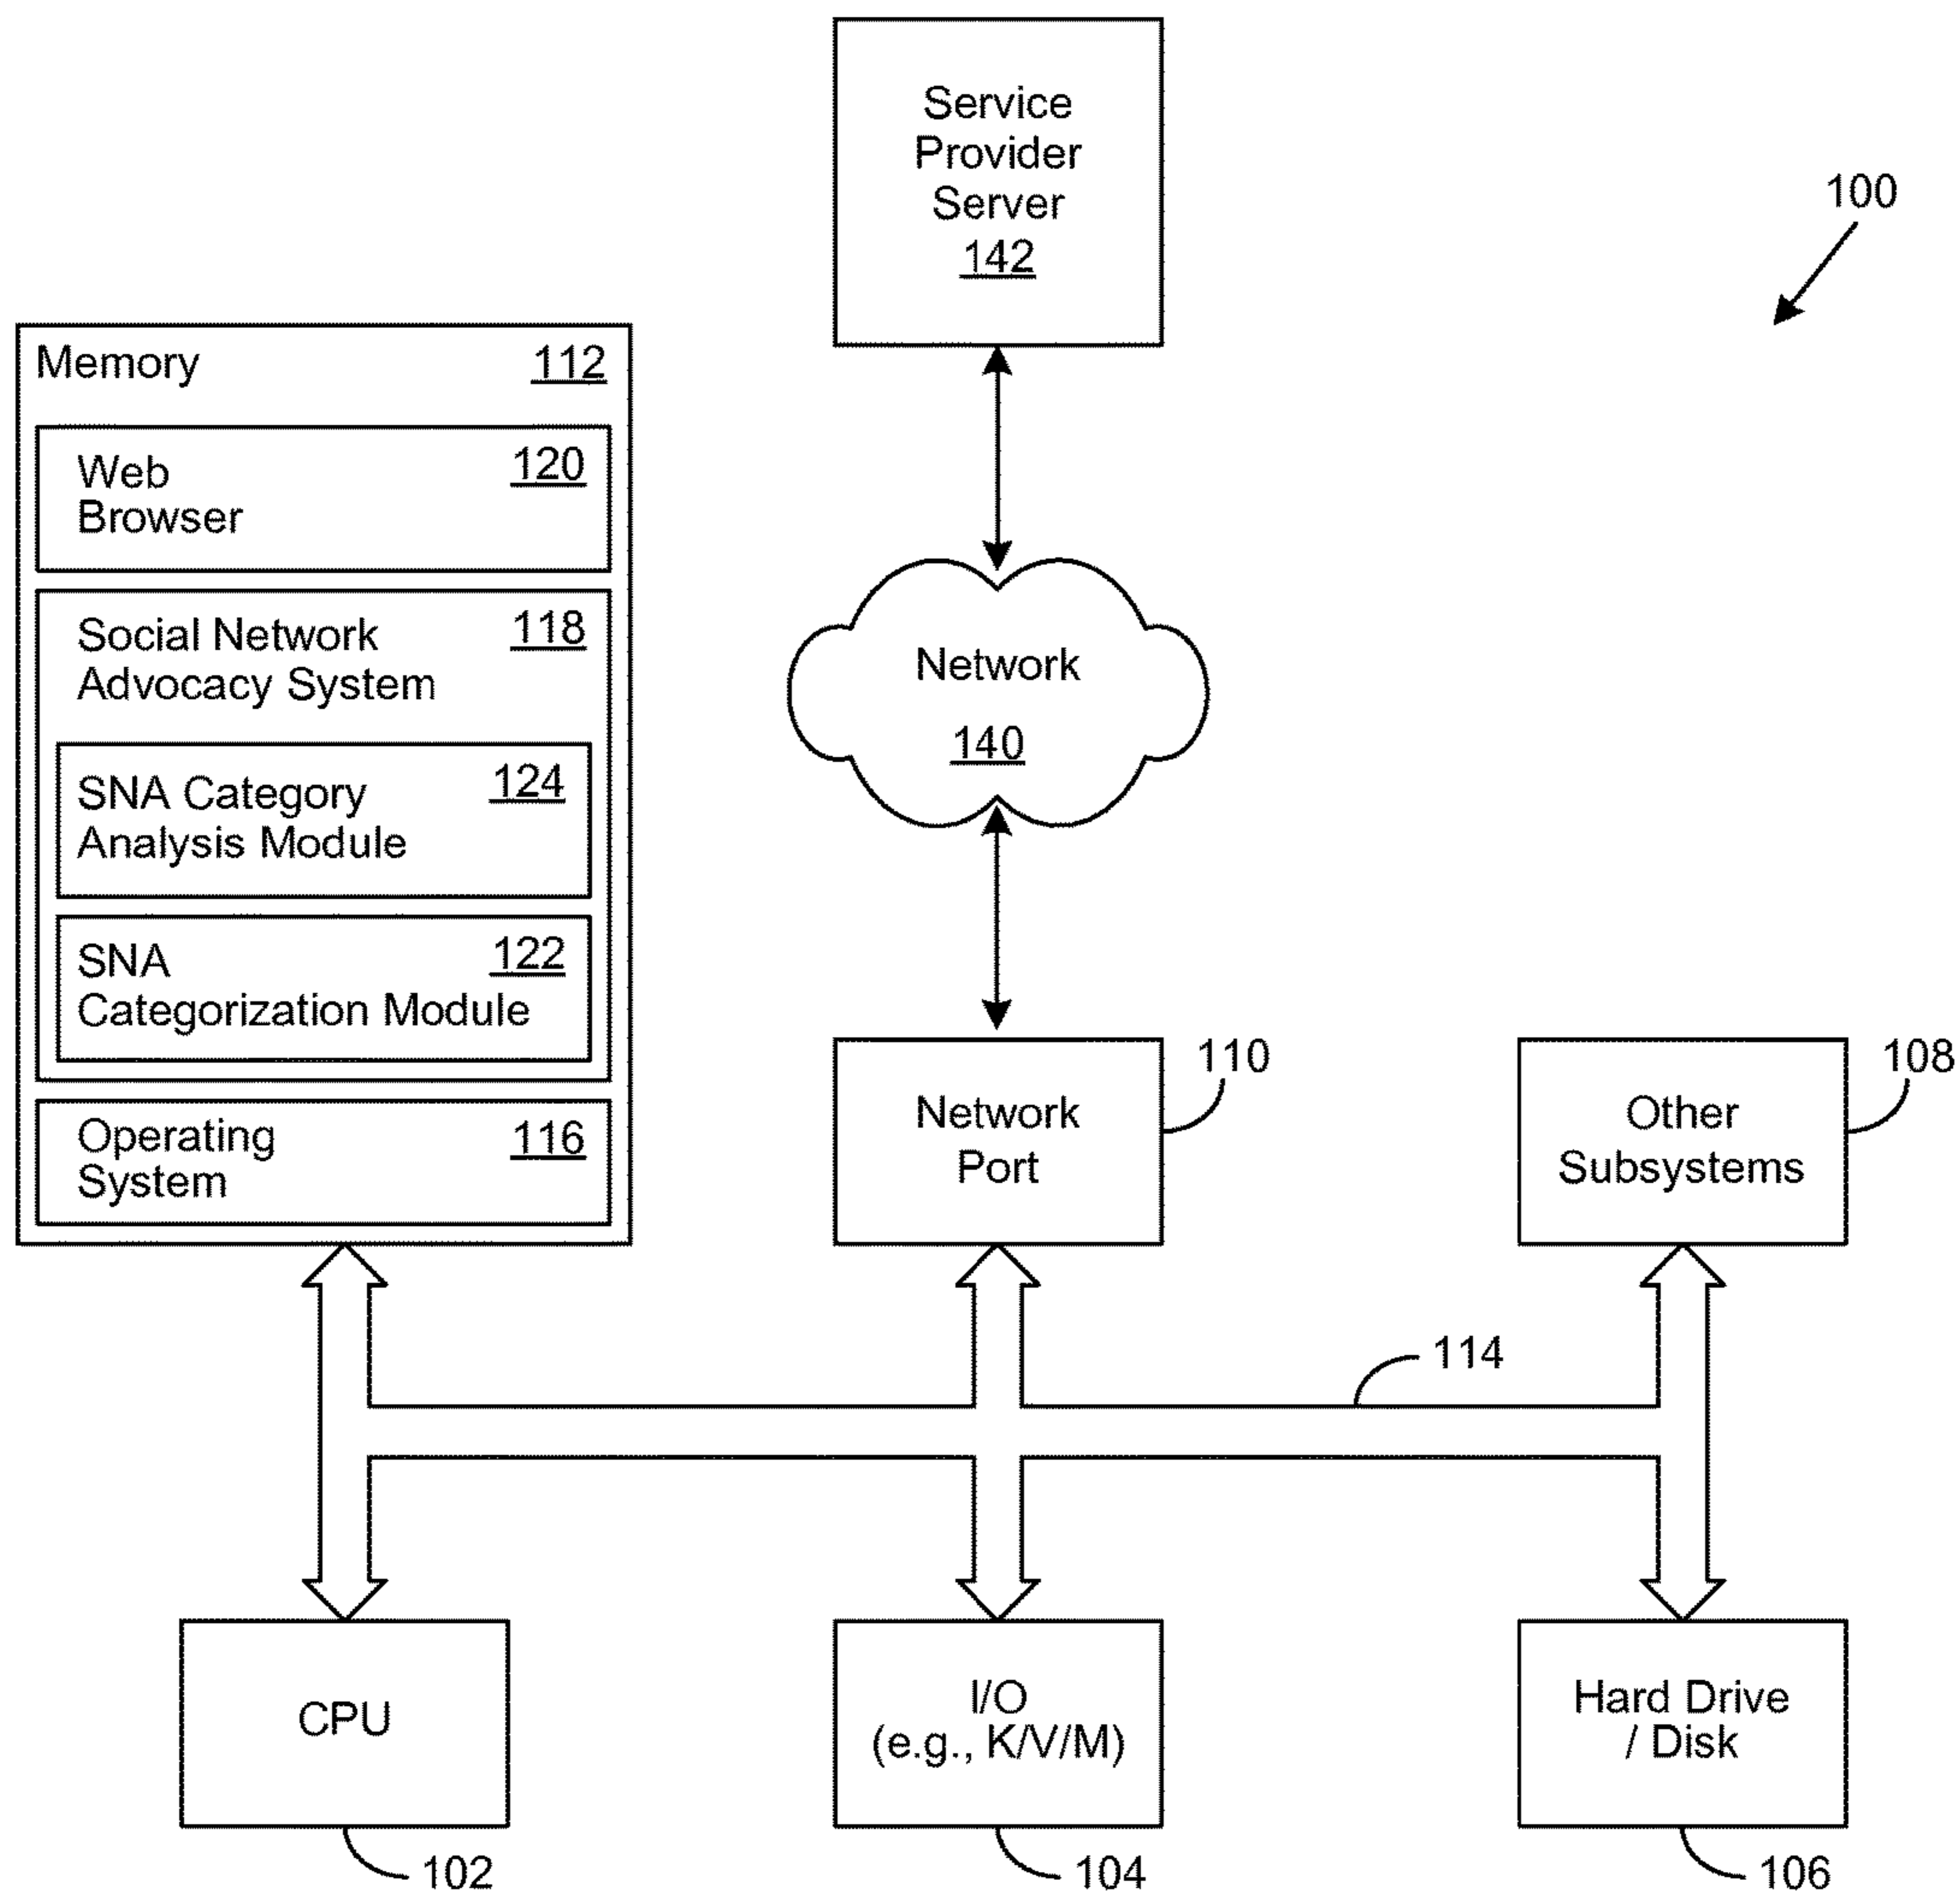 Service
Provider
Server
142
100
Memory 112
Web 120
Browser
Social Network 118
Advocacy System
SNA Category 124
Analysis Module
SNA 122
Categorization Module
Operating 116
System
Network
140
Network
Port
110
Other
Subsystems
108
114
CPU
102
I/O
(e.g., K/V/M)
104
Hard Drive
/ Disk
106